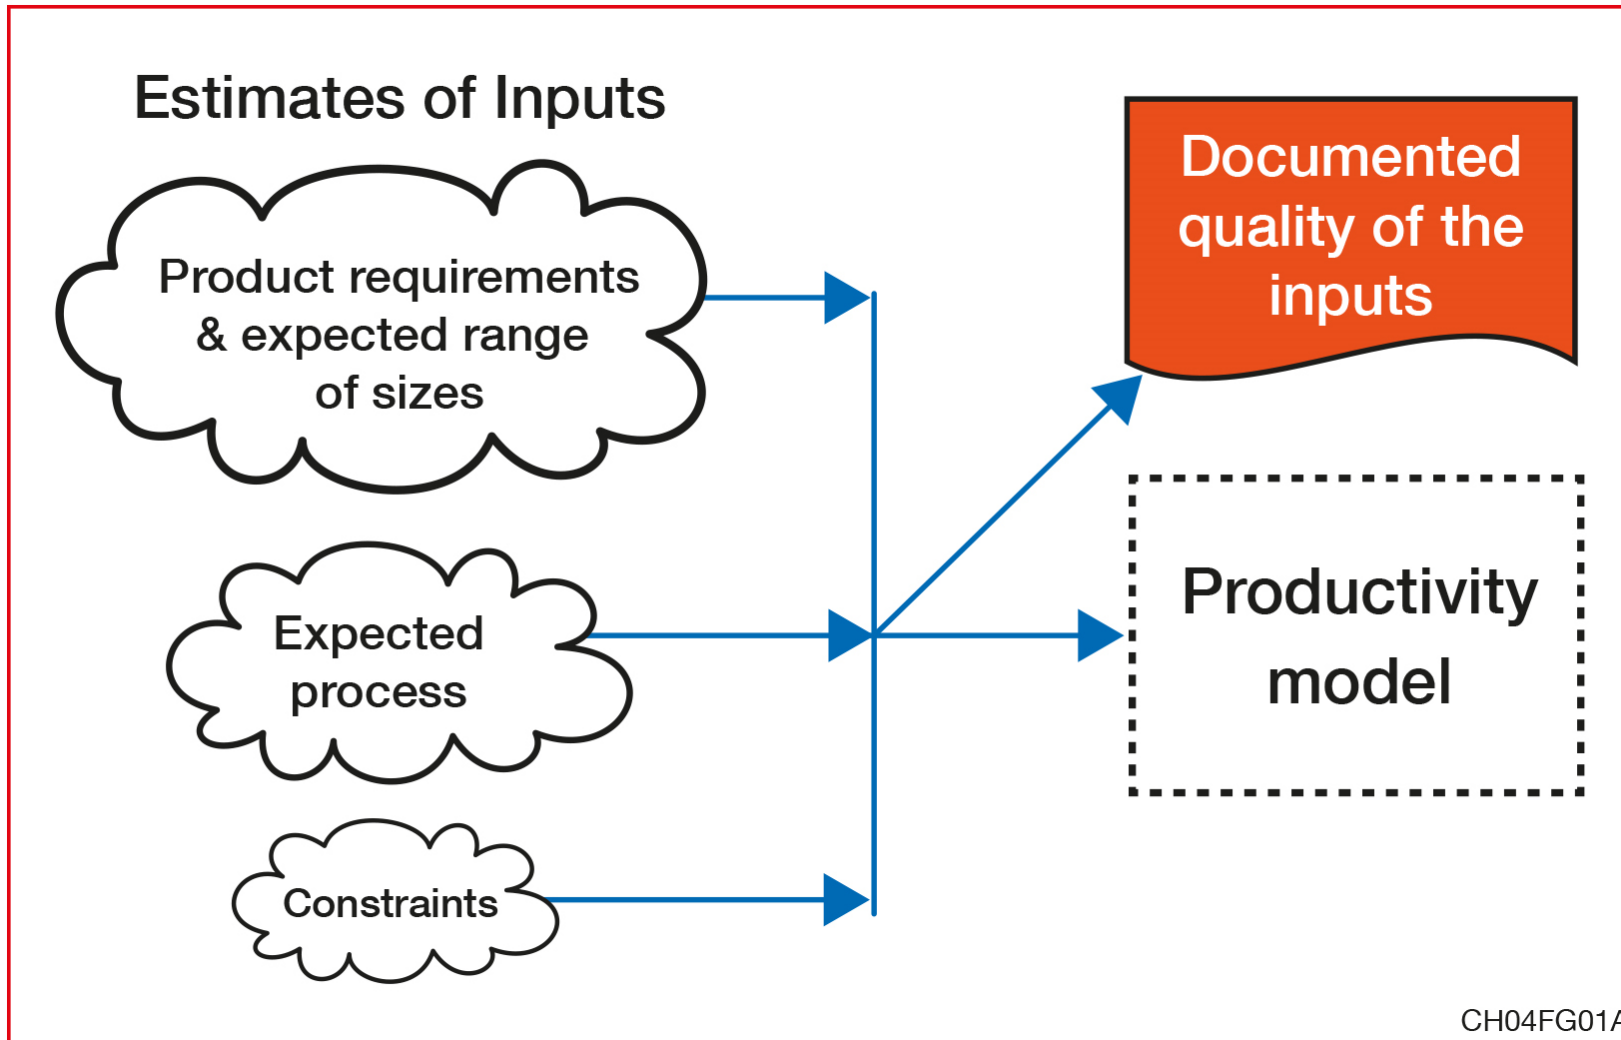 Estimates of Inputs
Product requirements
& expected range
of sizes
Expected
process
Constraints
Documented
quality of the
inputs
Productivity
model
CH04FG01A